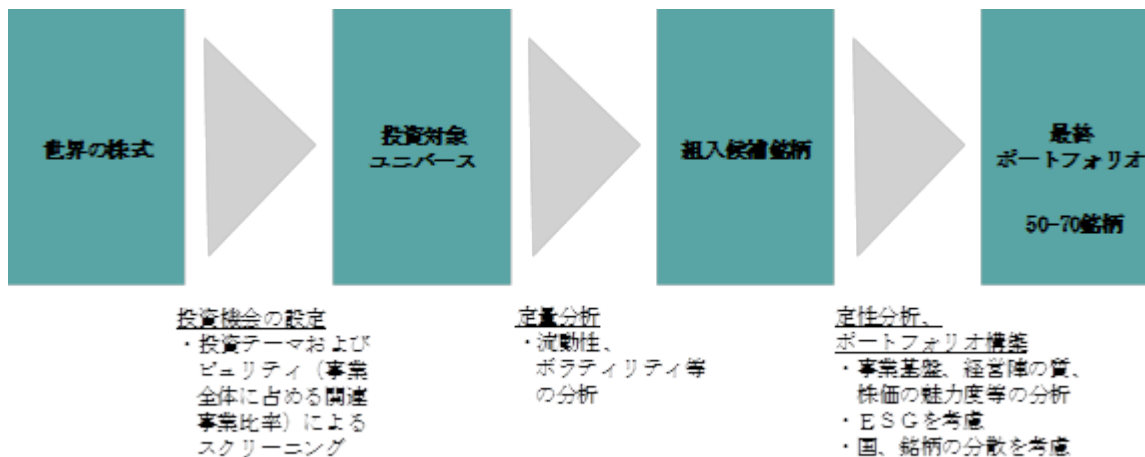 世界の株式
投資対象
ユニバース
組入候補銘柄
最終
ポートフォリオ
50-70銘柄
投資機会の設定
・投資テーマおよび
ピュリティ（事業
全体に占める関連
事業比率）による
スクリーニング
定量分析
・流動性、
ボラティリティ等
の分析
定性分析、
ポートフォリオ構築
・事業基盤、経営陣の質、
株価の魅力度等の分析
・ＥＳＧを考慮
・国、銘柄の分散を考慮